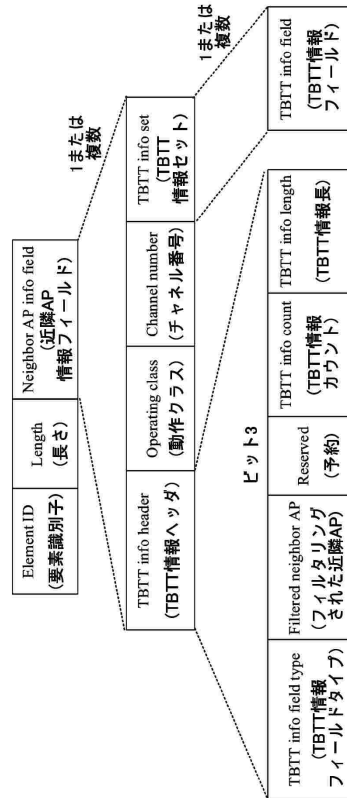 Element ID
(要素識別子)
Length
(長さ)
Neighbor AP info field
(近隣AP
情報フィールド)
1または
複数
TBTT info header
(TBTT情報ヘッダ)
Operating class
(動作クラス)
Channel number
(チャネル番号)
TBTT info set
(TBTT
情報セット)
1または
複数
ビット3
TBTT info field type
(TBTT情報
フィールドタイプ)
Filtered neighbor AP
(フィルタリング
された近隣AP)
Reserved
(予約)
TBTT info count
(TBTT情報
カウント)
TBTT info length
(TBTT情報長)
TBTT info field
(TBTT情報
フィールド)